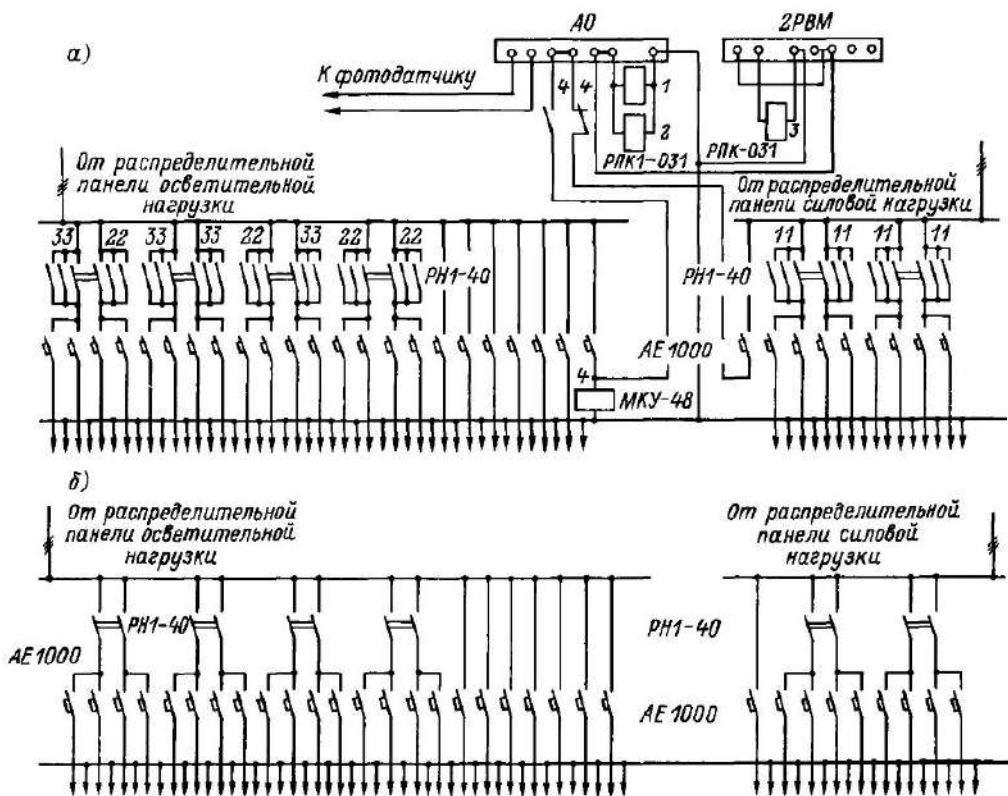 АО
2РВМ
а)
К фотодатчику
4
4
1
2
3
РПК1-031
РПК-031
От распределительной
панели осветительной
нагрузки
От распределительной
панели силовой нагрузки
33
22
33
33
22
33
22
22
11
11
11
11
РН1-40
РН1-40
АЕ1000
4
МКУ-48
б)
От распределительной
панели осветительной
нагрузки
От распределительной
панели силовой
нагрузки
РН1-40
РН1-40
АЕ1000
АЕ1000